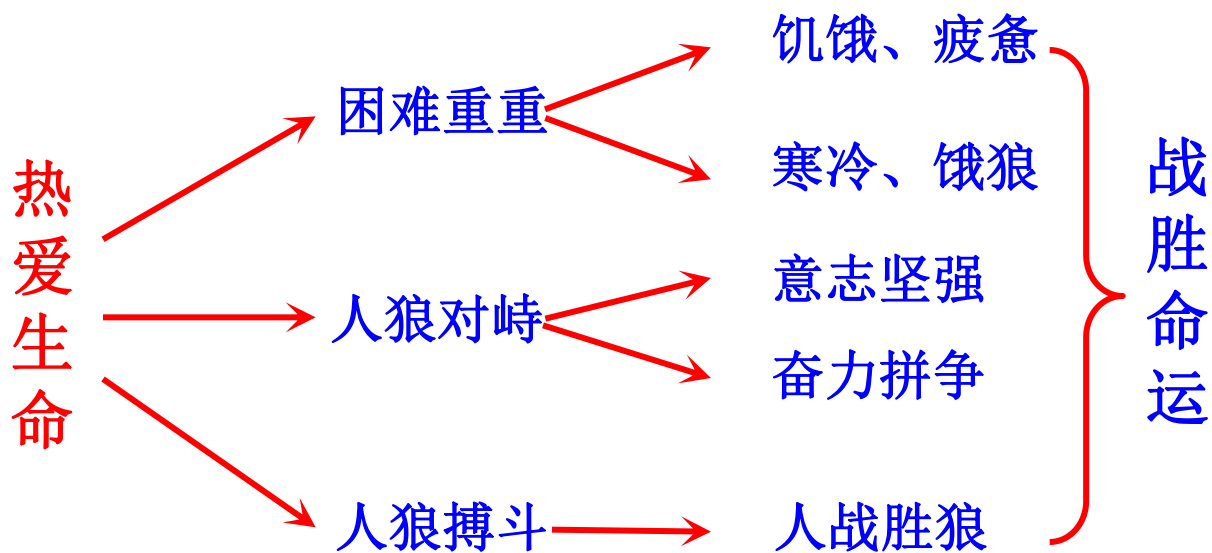 热爱生命
困难重重
饥饿、疲惫
寒冷、饿狼
人狼对峙
意志坚强
奋力拼争
人狼搏斗
人战胜狼
战胜命运